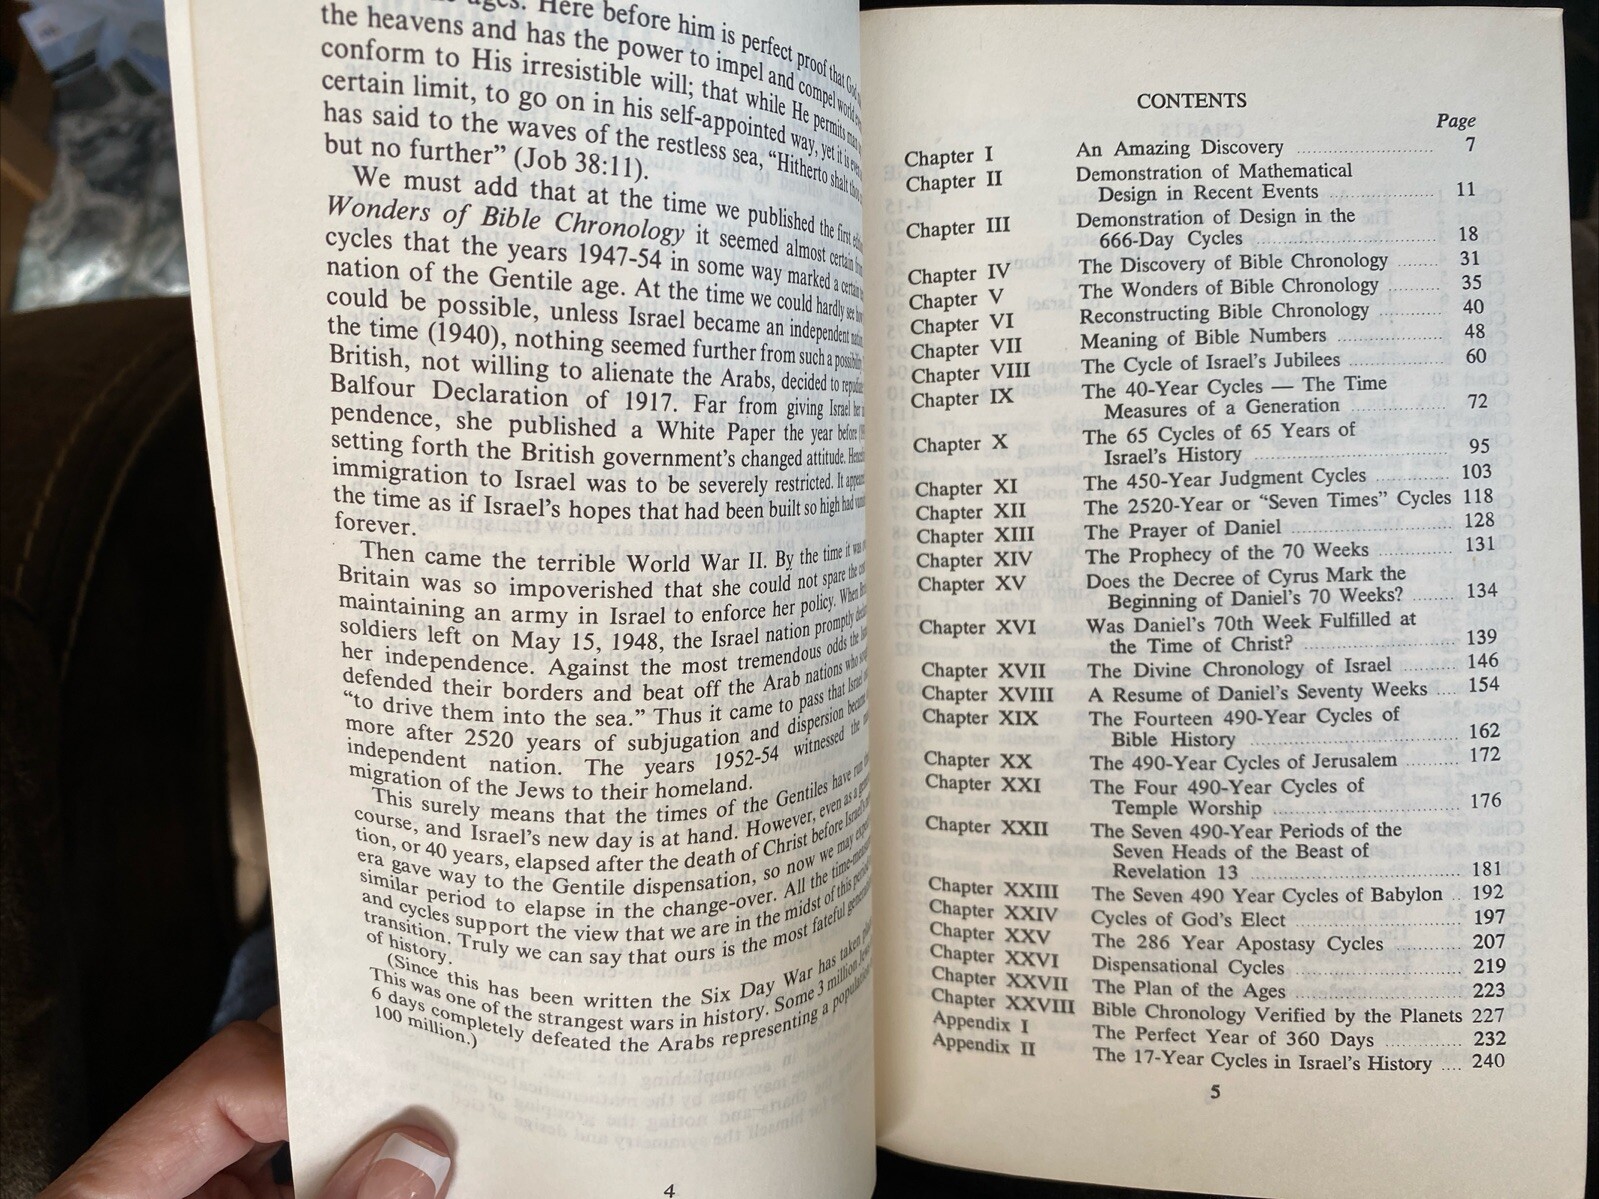 ages. Here before him is perfect proof that God
the heavens and has the power to impel and compel world
conform to His irresistible will; that while He permits
certain limit, to go on in his self-appointed way, yet it is
has said to the waves of the restless sea, “Hitherto shalt
but no further” (Job 38:11).
We must add that at the time we published the first
Wonders of Bible Chronology it seemed almost certain
cycles that the years 1947-54 in some way marked a certain
nation of the Gentile age. At the time we could hardly see
could be possible, unless Israel became an independent
the time (1940), nothing seemed further from such a possibility
British, not willing to alienate the Arabs, decided to
Balfour Declaration of 1917. Far from giving Israel her
pendence, she published a White Paper the year before
setting forth the British government’s changed attitude.
immigration to Israel was to be severely restricted. It
the time as if Israel’s hopes that had been built so high had
forever.
Then came the terrible World War II. By the time it was
Britain was so impoverished that she could not spare the
maintaining an army in Israel to enforce her policy. When
soldiers left on May 15, 1948, the Israel nation promptly
her independence. Against the most tremendous odds the
defended their borders and beat off the Arab nations who
“to drive them into the sea.” Thus it came to pass that Israel
more after 2520 years of subjugation and dispersion became
independent nation. The years 1952-54 witnessed the
migration of the Jews to their homeland.
This surely means that the times of the Gentiles have run
course, and Israel’s new day is at hand. However, even as a
tion, or 40 years, elapsed after the death of Christ before
era gave way to the Gentile dispensation, so now we may expect
similar period to elapse in the change-over. All the
and cycles support the view that we are in the midst of this
transition. Truly we can say that ours is the most fateful
of history.
(Since this has been written the Six Day War has taken
This was one of the strangest wars in history. Some 3 million
6 days completely defeated the Arabs representing a population
100 million.)
4
CONTENTS
Page
Chapter I An Amazing Discovery 7
Chapter II Demonstration of Mathematical
Design in Recent Events 11
Chapter III Demonstration of Design in the
666-Day Cycles 18
Chapter IV The Discovery of Bible Chronology 31
Chapter V The Wonders of Bible Chronology 35
Chapter VI Reconstructing Bible Chronology 40
Chapter VII Meaning of Bible Numbers 48
Chapter VIII The Cycle of Israel’s Jubilees 60
Chapter IX The 40-Year Cycles — The Time
Measures of a Generation 72
Chapter X The 65 Cycles of 65 Years of
Israel’s History 95
Chapter XI The 450-Year Judgment Cycles 103
Chapter XII The 2520-Year or “Seven Times” Cycles 118
Chapter XIII The Prayer of Daniel 128
Chapter XIV The Prophecy of the 70 Weeks 131
Chapter XV Does the Decree of Cyrus Mark the
Beginning of Daniel’s 70 Weeks? 134
Chapter XVI Was Daniel’s 70th Week Fulfilled at
the Time of Christ? 139
Chapter XVII The Divine Chronology of Israel 146
Chapter XVIII A Resume of Daniel’s Seventy Weeks 154
Chapter XIX The Fourteen 490-Year Cycles of
Bible History 162
Chapter XX The 490-Year Cycles of Jerusalem 172
Chapter XXI The Four 490-Year Cycles of
Temple Worship 176
Chapter XXII The Seven 490-Year Periods of the
Seven Heads of the Beast of
Revelation 13 181
Chapter XXIII The Seven 490 Year Cycles of Babylon 192
Chapter XXIV Cycles of God’s Elect 197
Chapter XXV The 286 Year Apostasy Cycles 207
Chapter XXVI Dispensational Cycles 219
Chapter XXVII The Plan of the Ages 223
Chapter XXVIII Bible Chronology Verified by the Planets 227
Appendix I The Perfect Year of 360 Days 232
Appendix II The 17-Year Cycles in Israel’s History 240
5